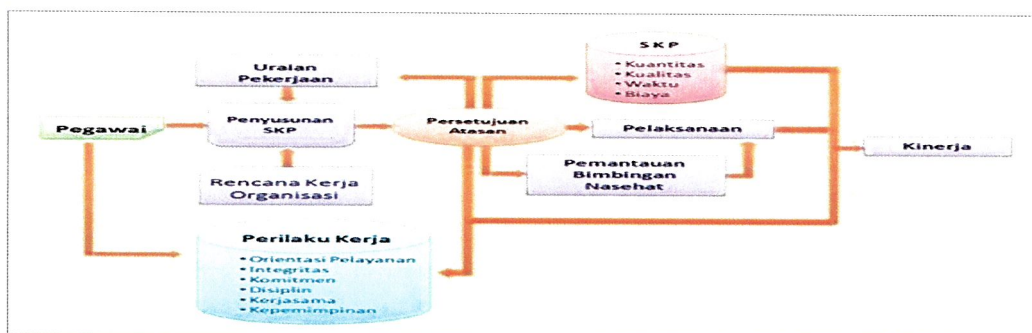 Uraian
Pekerjaan
SKP
• Kuantitas
• Kualitas
• Waktu
• Biaya
Pegawai
Penyusunan
SKP
Persetujuan
Atasan
Pelaksanaan
Kinerja
Rencana Kerja
Organisasi
Pemantauan
Bimbingan
Nasehat
Perilaku Kerja
• Orientasi Pelayanan
• Integritas
• Komitmen
• Disiplin
• Kerjasama
• Kepemimpinan